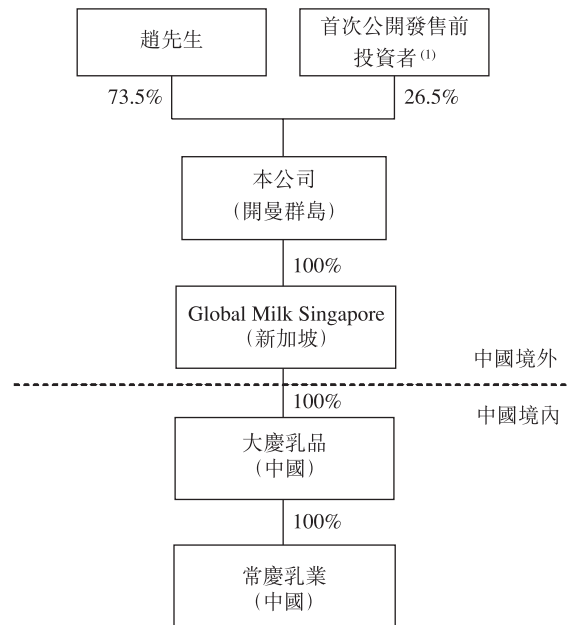 趙先生
首次公開發售前
投資者(1)
73.5%
26.5%
本公司
(開曼群島)
100%
Global Milk Singapore
(新加坡)
中國境外
100%
中國境內
大慶乳品
(中國)
100%
常慶乳業
(中國)